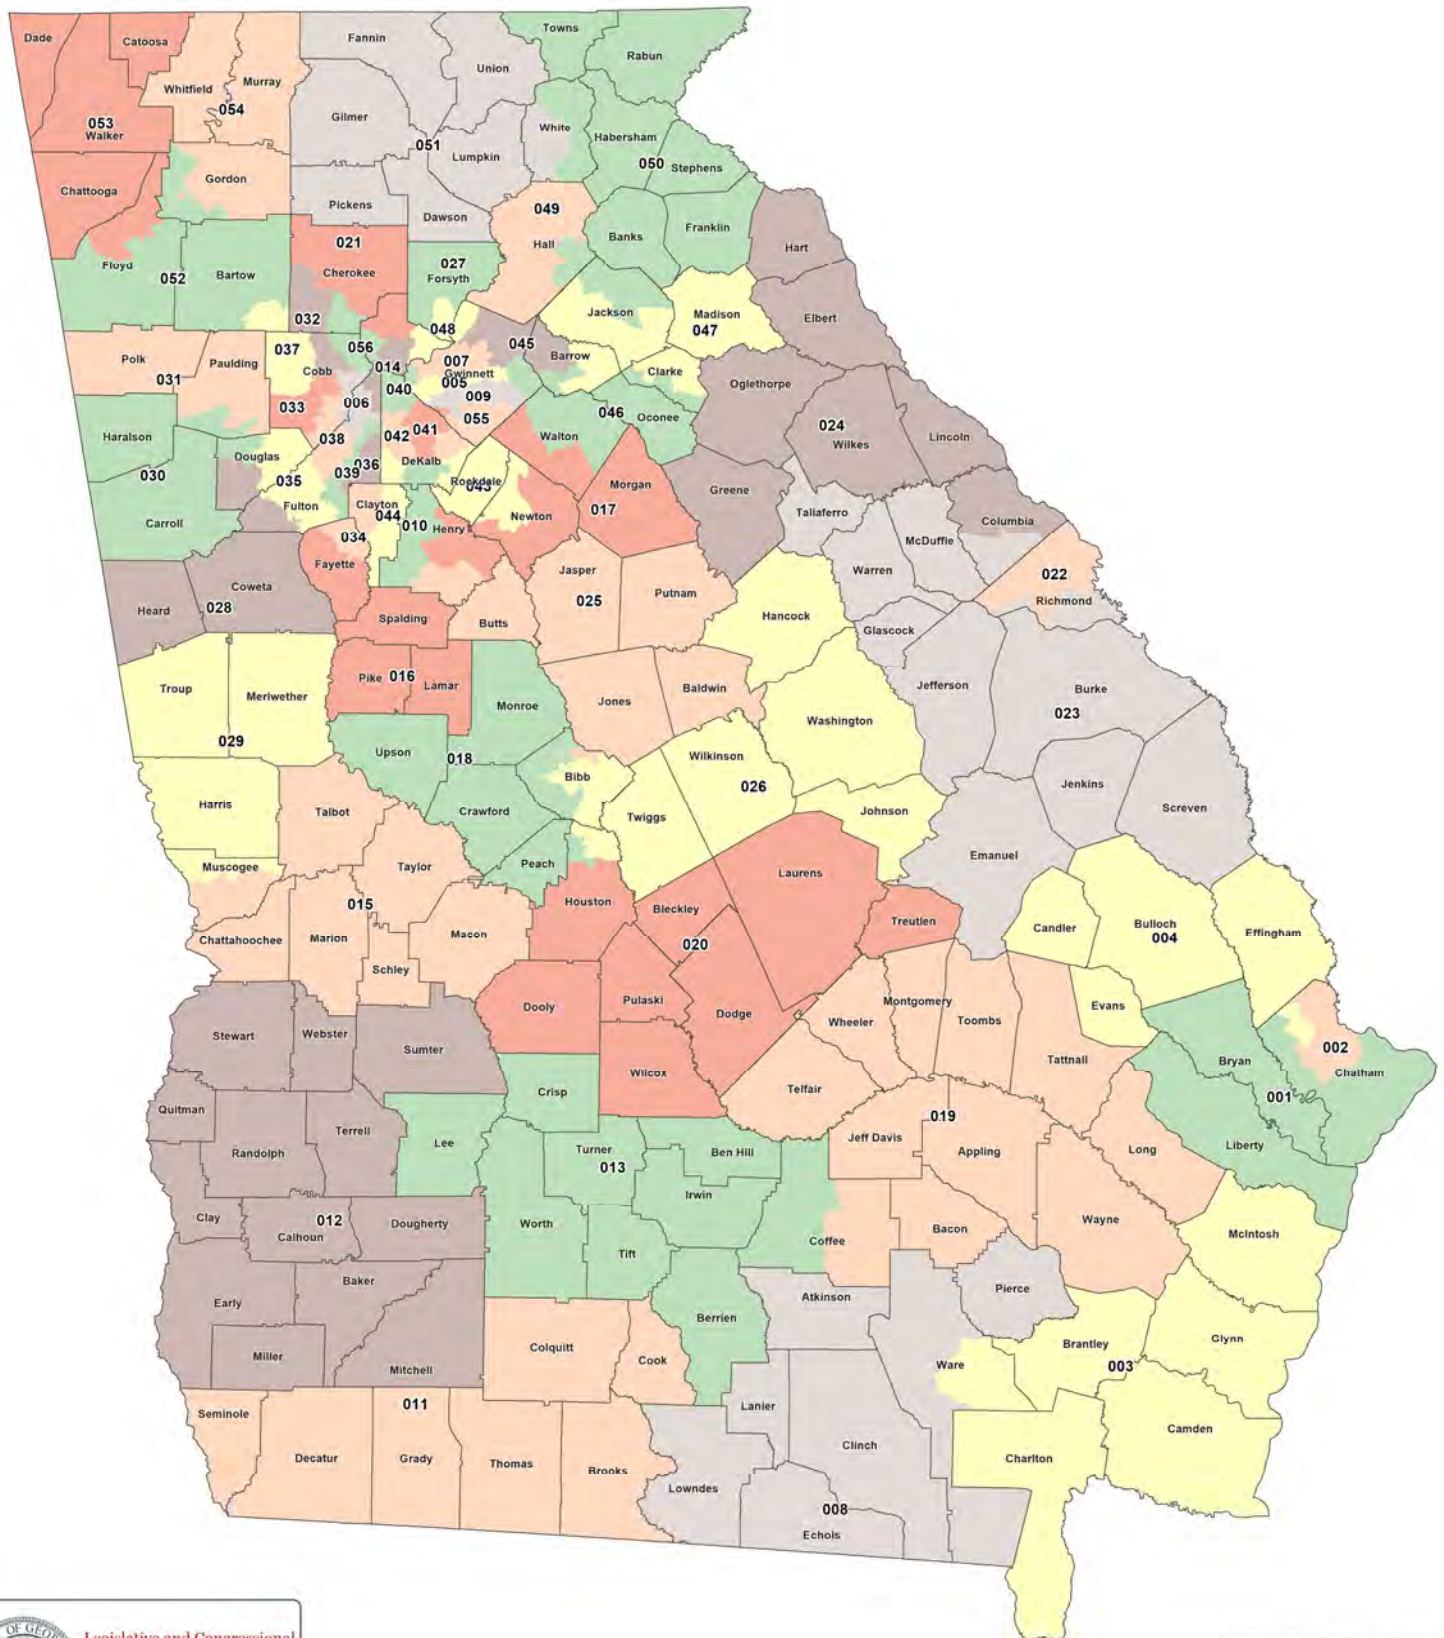 Dade
Catoosa
Fannin
Towns
Rabun
Union
Whitfield
Murray
054
Gilmer
053
Walker
White
Habersham
051
Lumpkin
050
Stephens
Gordon
Chattooga
Pickens
Dawson
049
Hall
Banks
Franklin
Hart
021
Cherokee
027
Forsyth
Floyd
052
Bartow
032
048
Jackson
Madison
047
Elbert
037
056
045
Barrow
Polk
031
Paulding
Cobb
014
007
Gwinnett
005
Clarke
Oglethorpe
040
009
033
006
055
046
Oconee
024
Wilkes
Lincoln
Haralson
038
042
041
Walton
Douglas
036
DeKalb
030
035
039
Rockdale
043
Morgan
Greene
Fulton
Clayton
044
010
Henry
Newton
017
Taliaferro
Columbia
Carroll
034
McDuffie
Fayette
Jasper
Warren
022
Richmond
Coweta
Heard
028
025
Putnam
Spalding
Butts
Hancock
Glascock
Troup
Meriwether
Pike
016
Lamar
Jones
Baldwin
Jefferson
Burke
023
Monroe
Washington
029
Upson
018
Wilkinson
Bibb
026
Jenkins
Harris
Talbot
Crawford
Twiggs
Johnson
Screven
Muscogee
Taylor
Peach
Laurens
Emanuel
015
Houston
Bleckley
Treutlen
Candler
Bulloch
004
Effingham
Chattahoochee
Marion
Macon
020
Schley
Dooly
Pulaski
Dodge
Montgomery
Wheeler
Toombs
Evans
Stewart
Webster
Sumter
Tattnall
002
Chatham
Bryan
Wilcox
Crisp
Telfair
001
Quitman
Terrell
Lee
019
Randolph
Turner
013
Ben Hill
Jeff Davis
Appling
Long
Liberty
Irwin
Clay
012
Calhoun
Dougherty
Worth
Tift
Coffee
Bacon
Wayne
McIntosh
Early
Baker
Atkinson
Pierce
Berrien
Miller
Mitchell
Colquitt
Cook
Ware
Brantley
003
Glynn
Seminole
011
Lanier
Camden
Decatur
Grady
Thomas
Brooks
Clinch
Charlton
Lowndes
008
Echols
OF GEOR
Legislative and Congressional